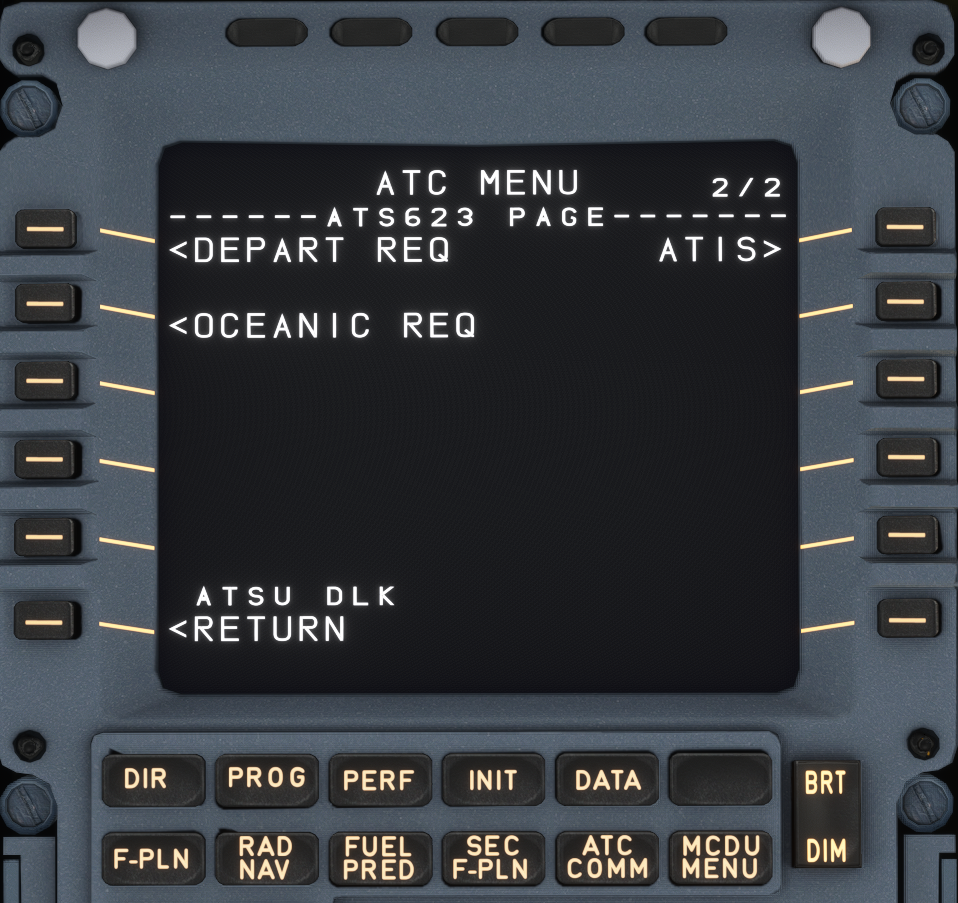 ATC MENU 2/2
------ATS623 PAGE-------
<DEPART REQ ATIS>
<OCEANIC REQ
ATSU DLK
<RETURN
DIR PROG PERF INIT DATA
BRT
F-PLN RAD NAV FUEL PRED SEC F-PLN ATC COMM MCDU MENU
DIM